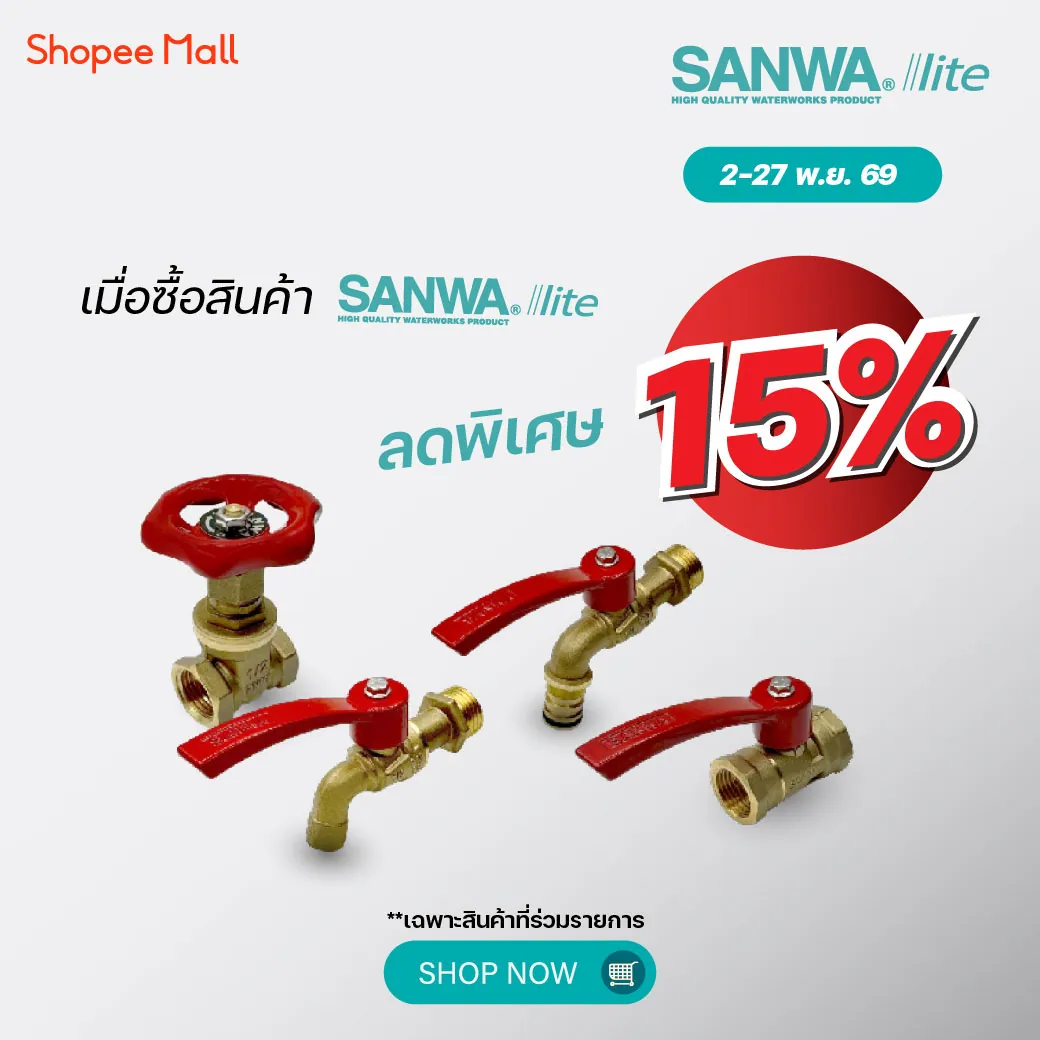 Shopee Mall
SANWA® lite
HIGH QUALITY WATERWORKS PRODUCT
2-27 พ.ย. 69
เมื่อซื้อสินค้า SANWA® lite
HIGH QUALITY WATERWORKS PRODUCT
ลดพิเศษ 15%
1/2
**เฉพาะสินค้าที่ร่วมรายการ
SHOP NOW